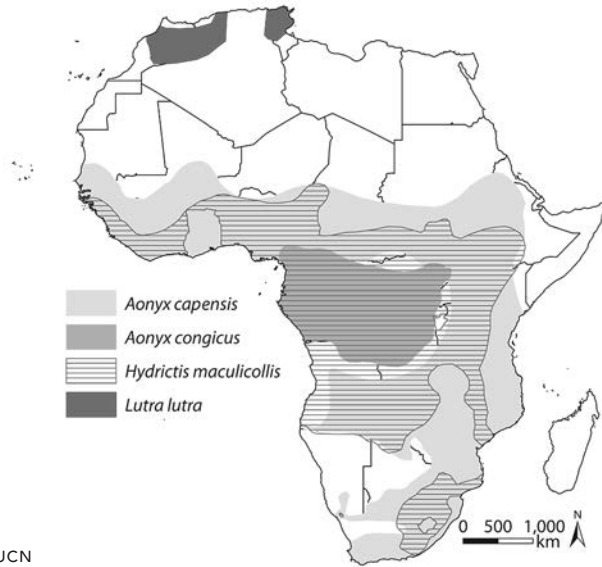 Aonyx capensis
Aonyx congicus
Hydrictis maculicollis
Lutra lutra
N
0 500 1,000
km
UCN